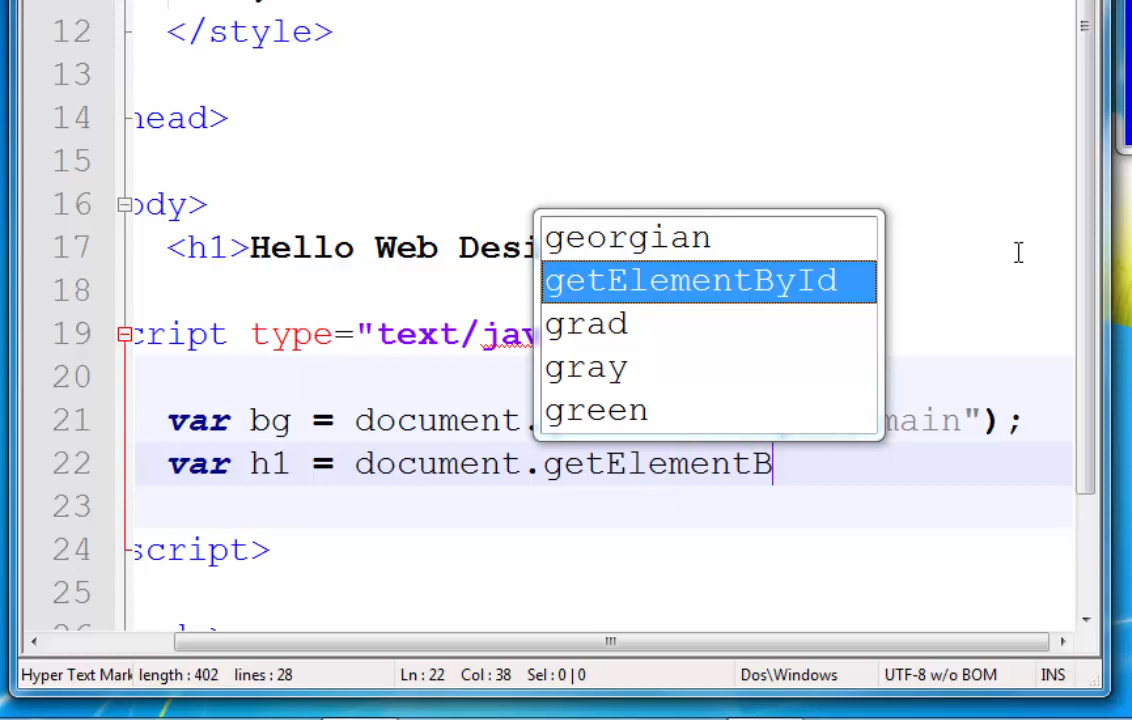 12 </style>
13
14 head>
15
16 ody>
17 <h1>Hello Web Desi
18
19 cript type="text/jav
20
21 var bg = document. main");
22 var h1 = document.getElementB
23
24 script>
25
georgian
getElementById
grad
gray
green
Hyper Text Mark length : 402 lines : 28 Ln : 22 Col : 38 Sel : 0 | 0 Dos\Windows UTF-8 w/o BOM INS